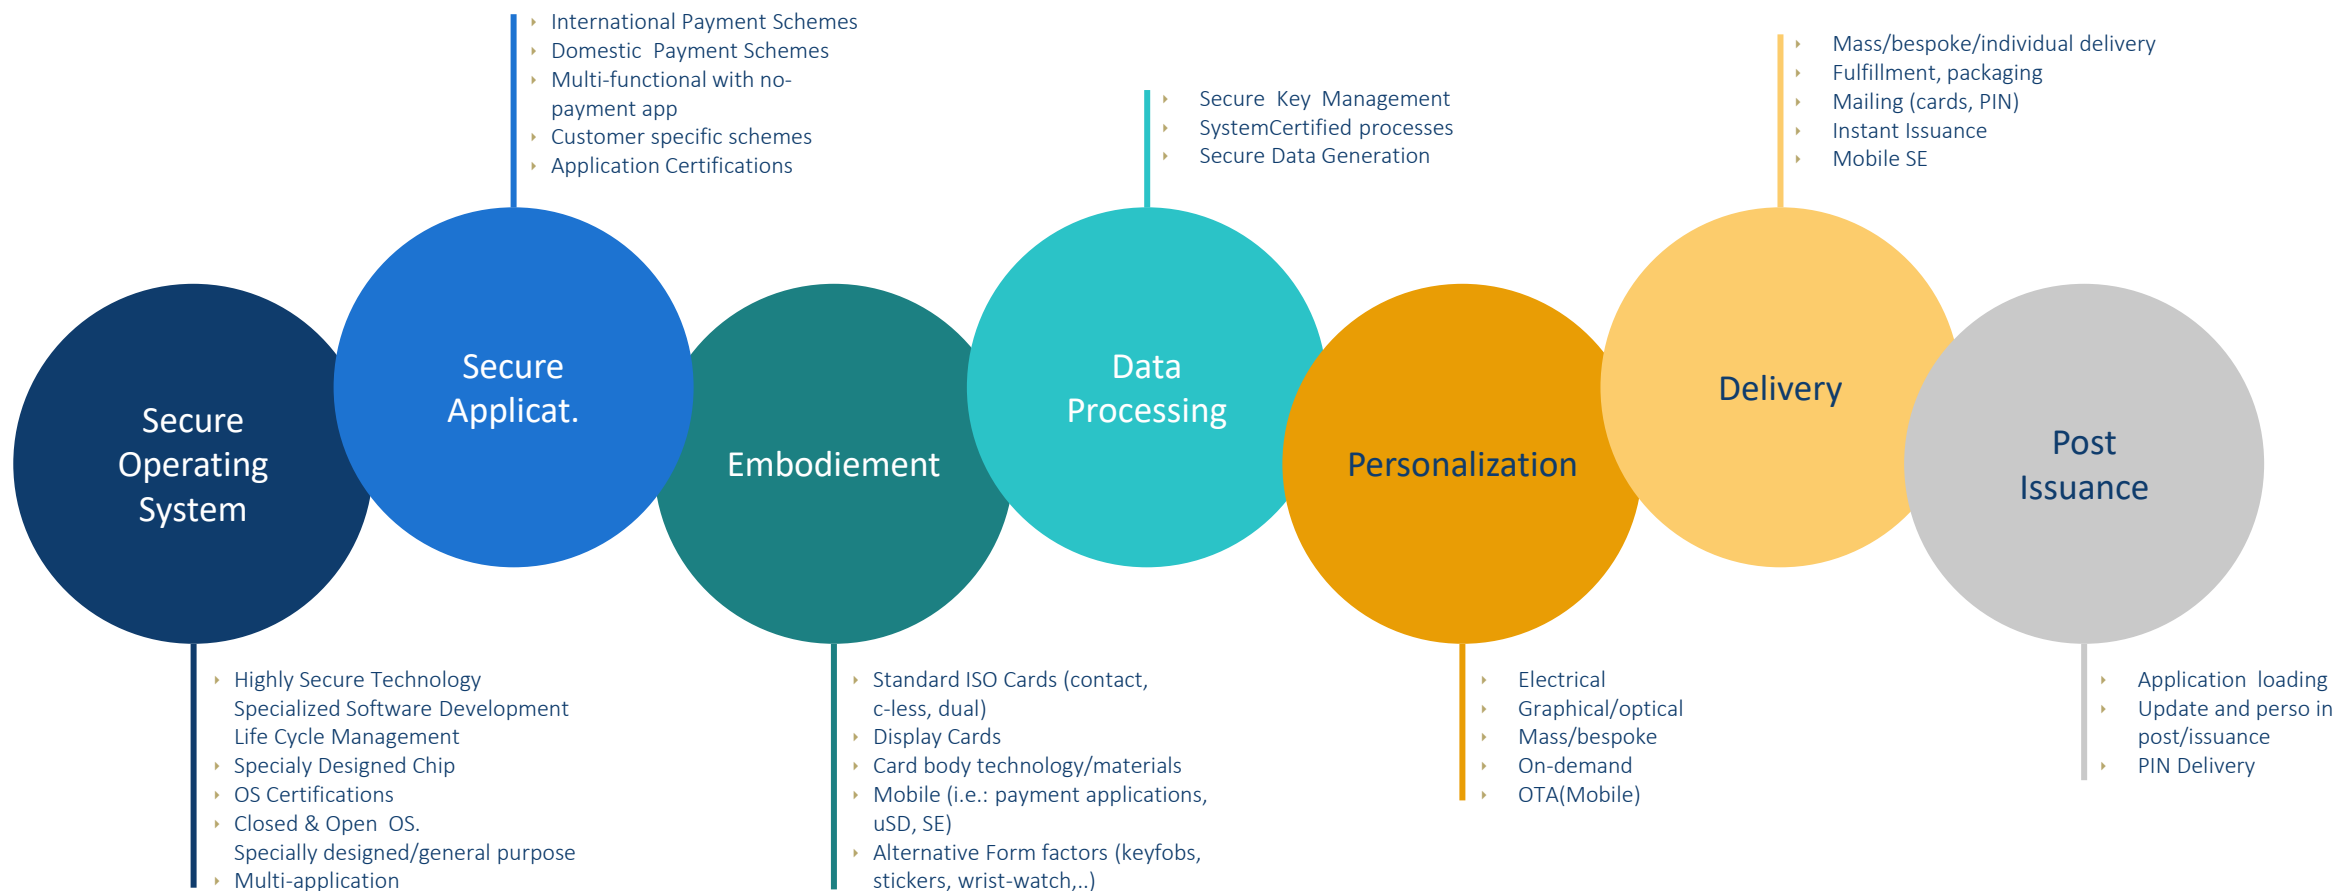 International Payment Schemes
Domestic Payment Schemes
Multi-functional with no-
payment app
Customer specific schemes
Application Certifications
Secure Key Management
SystemCertified processes
Secure Data Generation
Mass/bespoke/individual delivery
Fulfillment, packaging
Mailing (cards, PIN)
Instant Issuance
Mobile SE
Secure
Operating
System
Secure
Applicat.
Embodiement
Data
Processing
Personalization
Delivery
Post
Issuance
Highly Secure Technology
Specialized Software Development
Life Cycle Management
Specialy Designed Chip
OS Certifications
Closed & Open OS.
Specially designed/general purpose
Multi-application
Standard ISO Cards (contact,
c-less, dual)
Display Cards
Card body technology/materials
Mobile (i.e.: payment applications,
uSD, SE)
Alternative Form factors (keyfobs,
stickers, wrist-watch,..)
Electrical
Graphical/optical
Mass/bespoke
On-demand
OTA(Mobile)
Application loading
Update and perso in
post/issuance
PIN Delivery